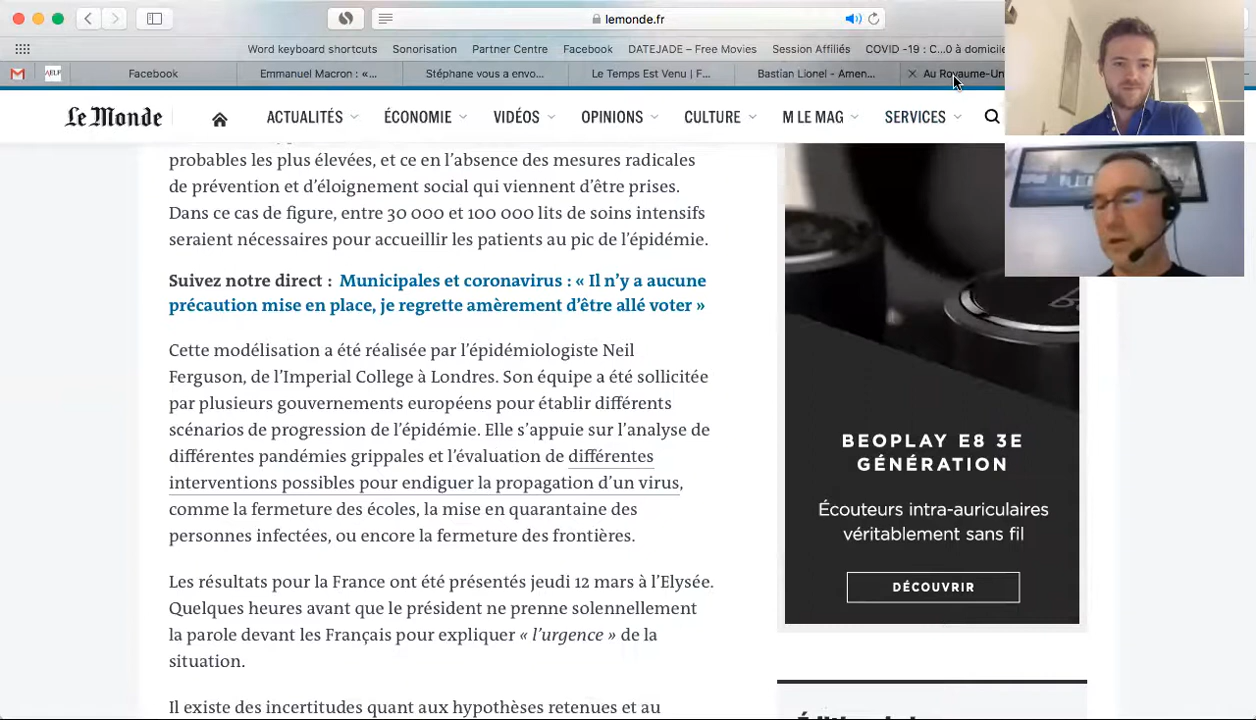 lemonde.fr
Word keyboard shortcuts Sonorisation Partner Centre Facebook DATEJADE – Free Movies Session Affiliés COVID -19 : C...0 à domicile
Facebook Emmanuel Macron : «... Stéphane vous a envo... Le Temps Est Venu | F... Bastian Lionel - Amen... Au Royaume-Un
Le Monde ACTUALITÉS ÉCONOMIE VIDÉOS OPINIONS CULTURE M LE MAG SERVICES
probables les plus élevées, et ce en l’absence des mesures radicales
de prévention et d’éloignement social qui viennent d’être prises.
Dans ce cas de figure, entre 30 000 et 100 000 lits de soins intensifs
seraient nécessaires pour accueillir les patients au pic de l’épidémie.
Suivez notre direct : Municipales et coronavirus : « Il n’y a aucune
précaution mise en place, je regrette amèrement d’être allé voter »
Cette modélisation a été réalisée par l’épidémiologiste Neil
Ferguson, de l’Imperial College à Londres. Son équipe a été sollicitée
par plusieurs gouvernements européens pour établir différents
scénarios de progression de l’épidémie. Elle s’appuie sur l’analyse de
différentes pandémies grippales et l’évaluation de différentes
interventions possibles pour endiguer la propagation d’un virus,
comme la fermeture des écoles, la mise en quarantaine des
personnes infectées, ou encore la fermeture des frontières.
Les résultats pour la France ont été présentés jeudi 12 mars à l’Elysée.
Quelques heures avant que le président ne prenne solennellement
la parole devant les Français pour expliquer « l’urgence » de la
situation.
Il existe des incertitudes quant aux hypothèses retenues et au
BEOPLAY E8 3E
GÉNÉRATION
Écouteurs intra-auriculaires
véritablement sans fil
DÉCOUVRIR